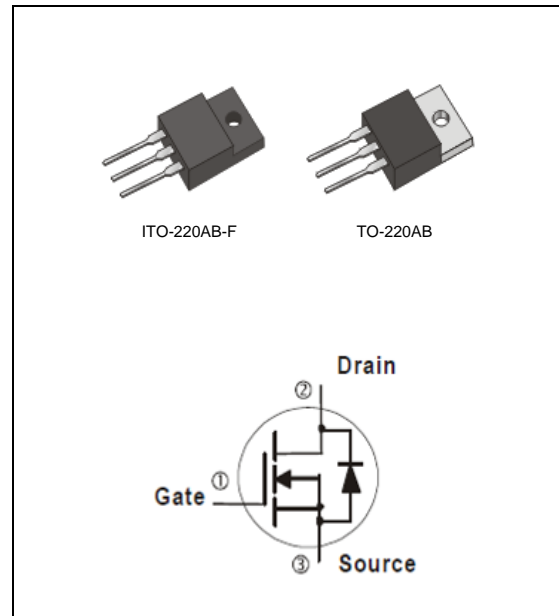 ITO-220AB-F
TO-220AB
Drain
②
①
Gate
③
Source